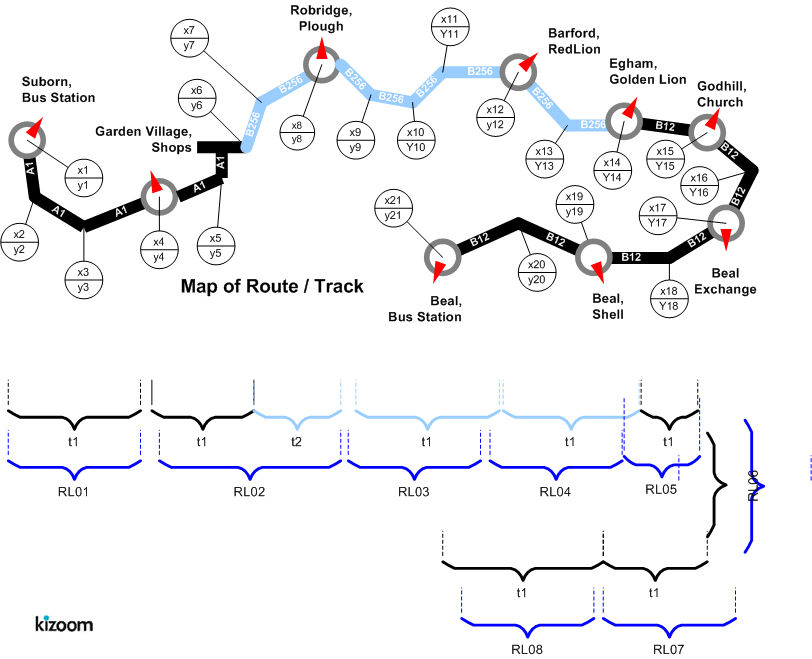 Robridge,
Plough
x11
Y11
x7
y7
Barford,
RedLion
Suborn,
Bus Station
x6
y6
B256
B256
B256
B256
B256
B256
B256
B256
Egham,
Golden Lion
Godhill,
Church
Garden Village,
Shops
x8
y8
x9
y9
x10
Y10
x12
y12
x13
Y13
x14
Y14
B12
x15
Y15
B12
x16
Y16
B12
A1
x1
y1
A1
A1
A1
A1
x2
y2
x3
y3
x4
y4
x5
y5
x21
y21
x19
y19
x17
Y17
B12
B12
B12
B12
x20
y20
x18
Y18
Map of Route / Track
Beal,
Bus Station
Beal,
Shell
Beal
Exchange
t1
t1
t2
t1
t1
t1
RL01
RL02
RL03
RL04
RL05
RL06
t1
t1
RL08
RL07
kizoom